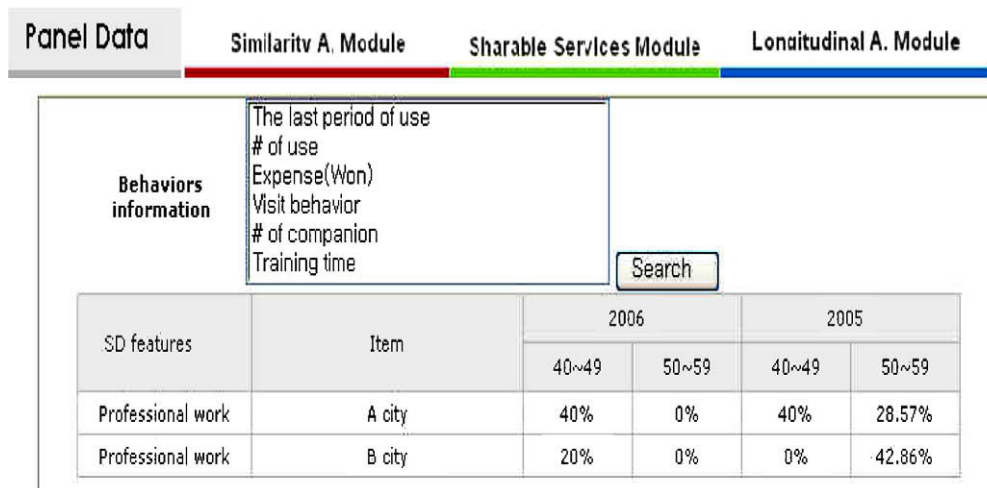 Panel Data Similarity A. Module Sharable Services Module Longitudinal A. Module
The last period of use
# of use
Expense(Won)
Behaviors information
Visit behavior
# of companion
Training time
Search
SD features Item 2006 2005
40~49 50~59 40~49 50~59
Professional work A city 40% 0% 40% 28.57%
Professional work B city 20% 0% 0% 42.86%